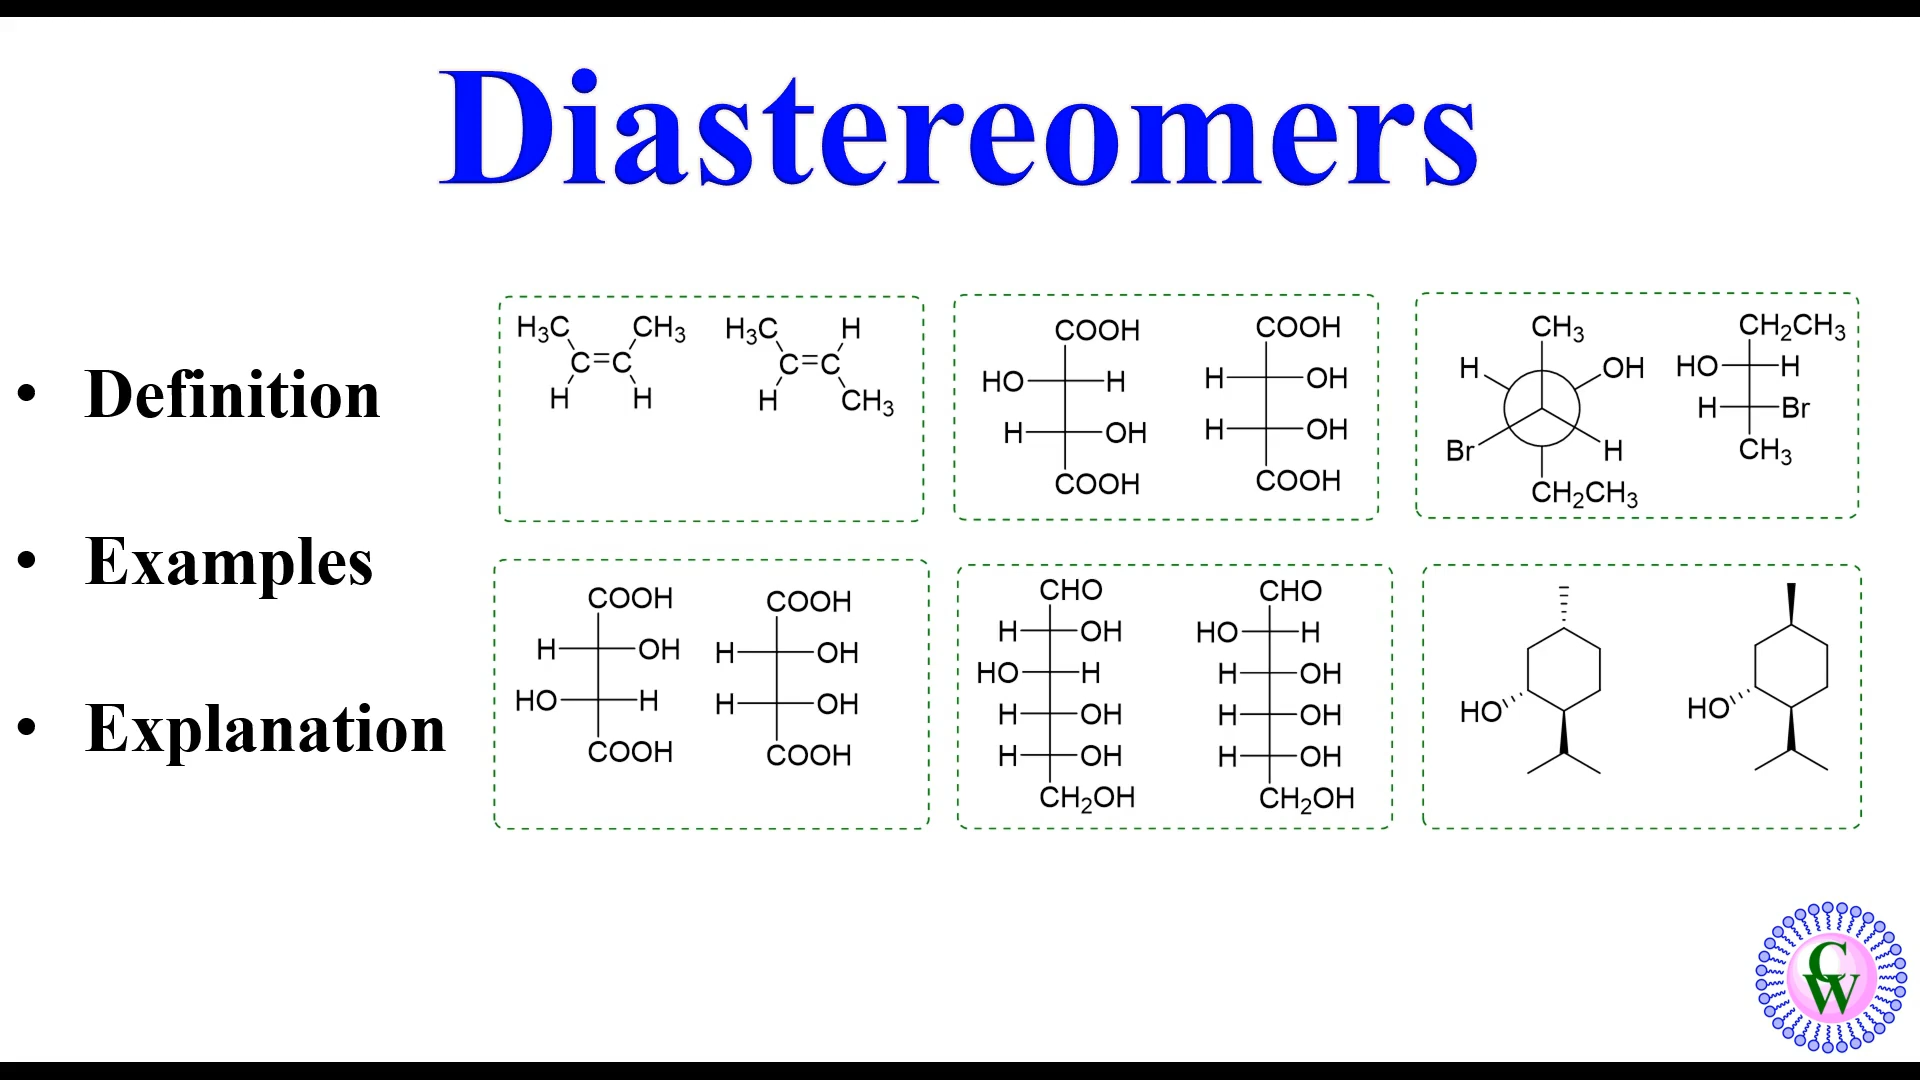 Diastereomers
• Definition
• Examples
• Explanation
H3C CH3
C=C
H H
H3C H
C=C
H CH3
COOH
HO H
H OH
COOH
COOH
H OH
H OH
COOH
CH3
H OH
Br H
CH2CH3
CH2CH3
HO H
H Br
CH3
COOH
H OH
HO H
COOH
COOH
H OH
H OH
COOH
CHO
H OH
HO H
H OH
H OH
CH2OH
CHO
HO H
H OH
H OH
H OH
CH2OH
HO
HO
C
W